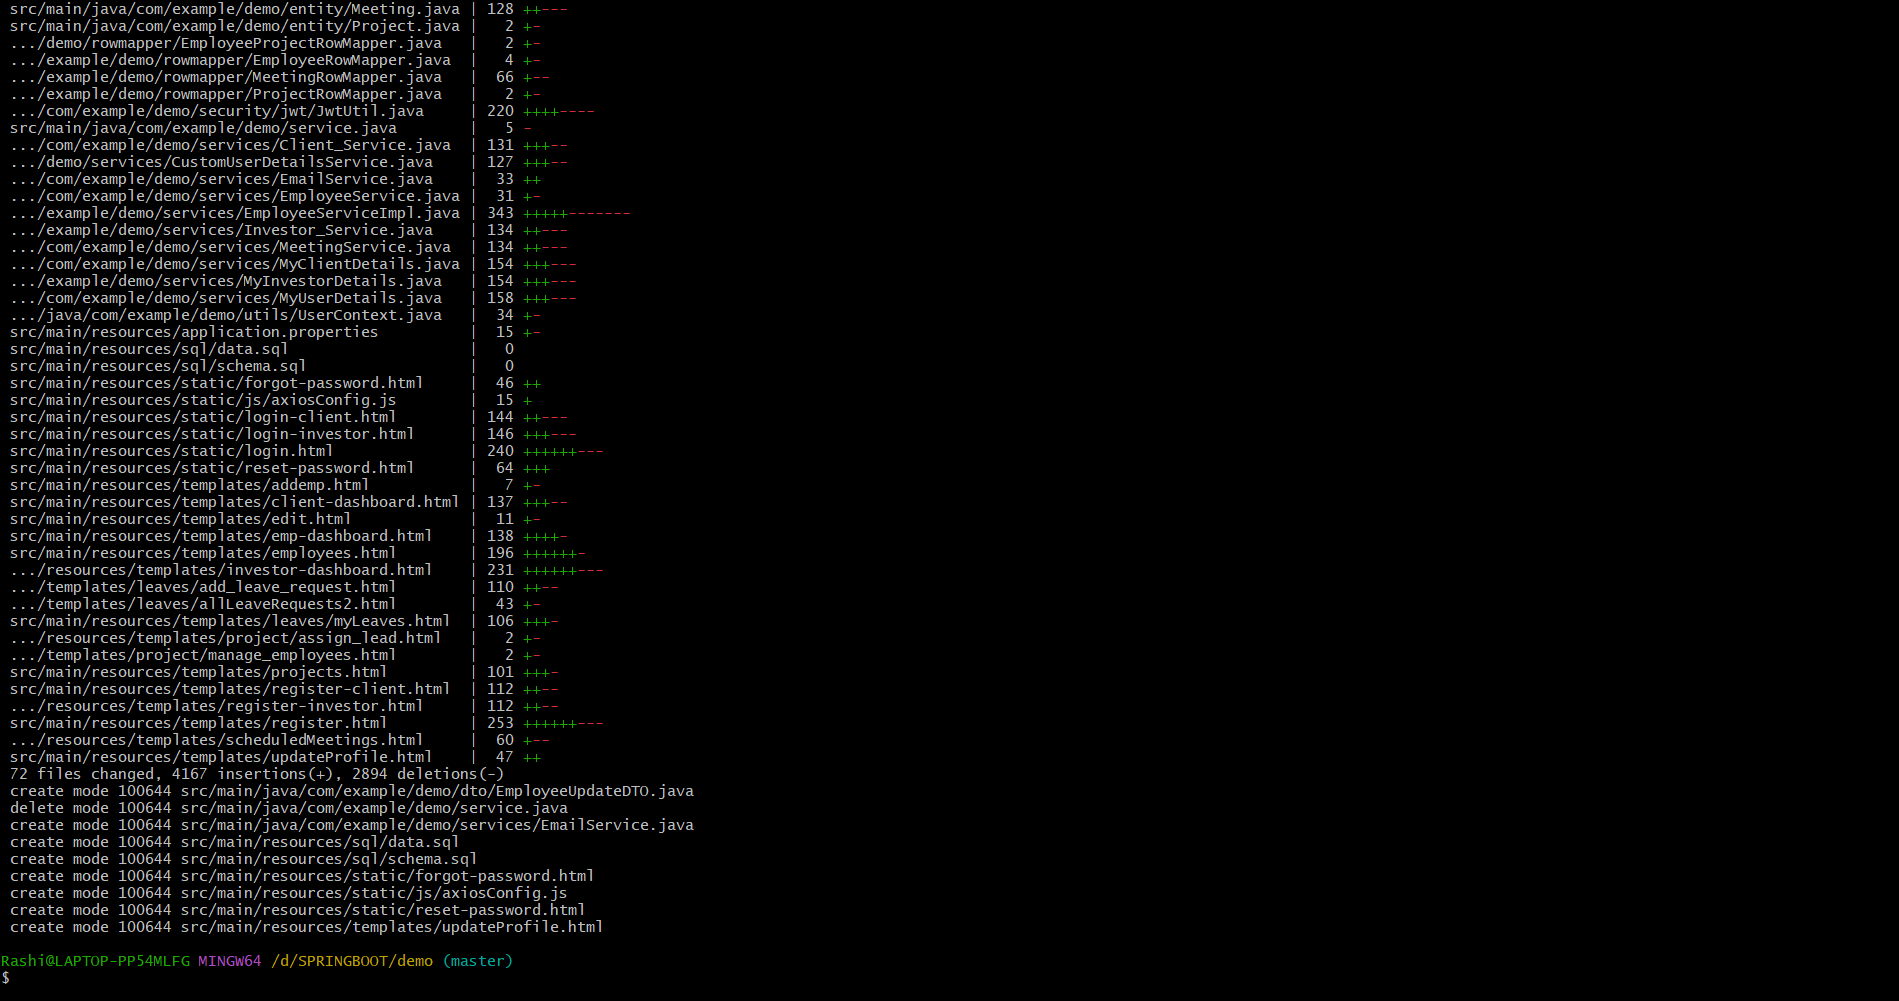 src/main/java/com/example/demo/entity/Meeting.java | 128 ++---
src/main/java/com/example/demo/entity/Project.java | 2 +-
.../demo/rowmapper/EmployeeProjectRowMapper.java | 2 +-
.../example/demo/rowmapper/EmployeeRowMapper.java | 4 +-
.../example/demo/rowmapper/MeetingRowMapper.java | 66 +--
.../example/demo/rowmapper/ProjectRowMapper.java | 2 +-
.../com/example/demo/security/jwt/JwtUtil.java | 220 ++++----
src/main/java/com/example/demo/service.java | 5 -
.../com/example/demo/services/Client_Service.java | 131 +++--
.../demo/services/CustomUserDetailsService.java | 127 +++--
.../com/example/demo/services/EmailService.java | 33 ++
.../com/example/demo/services/EmployeeService.java | 31 +-
.../example/demo/services/EmployeeServiceImpl.java | 343 +++++-------
.../example/demo/services/Investor_Service.java | 134 ++---
.../com/example/demo/services/MeetingService.java | 134 ++---
.../com/example/demo/services/MyClientDetails.java | 154 +++---
.../example/demo/services/MyInvestorDetails.java | 154 +++---
.../com/example/demo/services/MyUserDetails.java | 158 +++---
.../java/com/example/demo/utils/UserContext.java | 34 +-
src/main/resources/application.properties | 15 +-
src/main/resources/sql/data.sql | 0
src/main/resources/sql/schema.sql | 0
src/main/resources/static/forgot-password.html | 46 ++
src/main/resources/static/js/axiosConfig.js | 15 +
src/main/resources/static/login-client.html | 144 ++---
src/main/resources/static/login-investor.html | 146 +++---
src/main/resources/static/login.html | 240 ++++++---
src/main/resources/static/reset-password.html | 64 +++
src/main/resources/templates/addemp.html | 7 +-
src/main/resources/templates/client-dashboard.html | 137 +++--
src/main/resources/templates/edit.html | 11 +-
src/main/resources/templates/emp-dashboard.html | 138 ++++-
src/main/resources/templates/employees.html | 196 ++++++-
.../resources/templates/investor-dashboard.html | 231 ++++++---
.../templates/leaves/add_leave_request.html | 110 ++--
.../templates/leaves/allLeaveRequests2.html | 43 +-
src/main/resources/templates/leaves/myLeaves.html | 106 +++-
.../resources/templates/project/assign_lead.html | 2 +-
.../templates/project/manage_employees.html | 2 +-
src/main/resources/templates/projects.html | 101 +++-
src/main/resources/templates/register-client.html | 112 ++--
.../resources/templates/register-investor.html | 112 ++--
src/main/resources/templates/register.html | 253 ++++++---
.../resources/templates/scheduledMeetings.html | 60 +--
src/main/resources/templates/updateProfile.html | 47 ++
72 files changed, 4167 insertions(+), 2894 deletions(-)
create mode 100644 src/main/java/com/example/demo/dto/EmployeeUpdateDTO.java
delete mode 100644 src/main/java/com/example/demo/service.java
create mode 100644 src/main/java/com/example/demo/services/EmailService.java
create mode 100644 src/main/resources/sql/data.sql
create mode 100644 src/main/resources/sql/schema.sql
create mode 100644 src/main/resources/static/forgot-password.html
create mode 100644 src/main/resources/static/js/axiosConfig.js
create mode 100644 src/main/resources/static/reset-password.html
create mode 100644 src/main/resources/templates/updateProfile.html
Rashi@LAPTOP-PP54MLFG MINGW64 /d/SPRINGBOOT/demo (master)
$